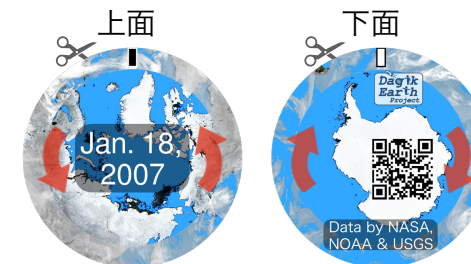 上面
下面
Jan. 18,
2007
Dagik
Earth
Project
Data by NASA,
NOAA & USGS